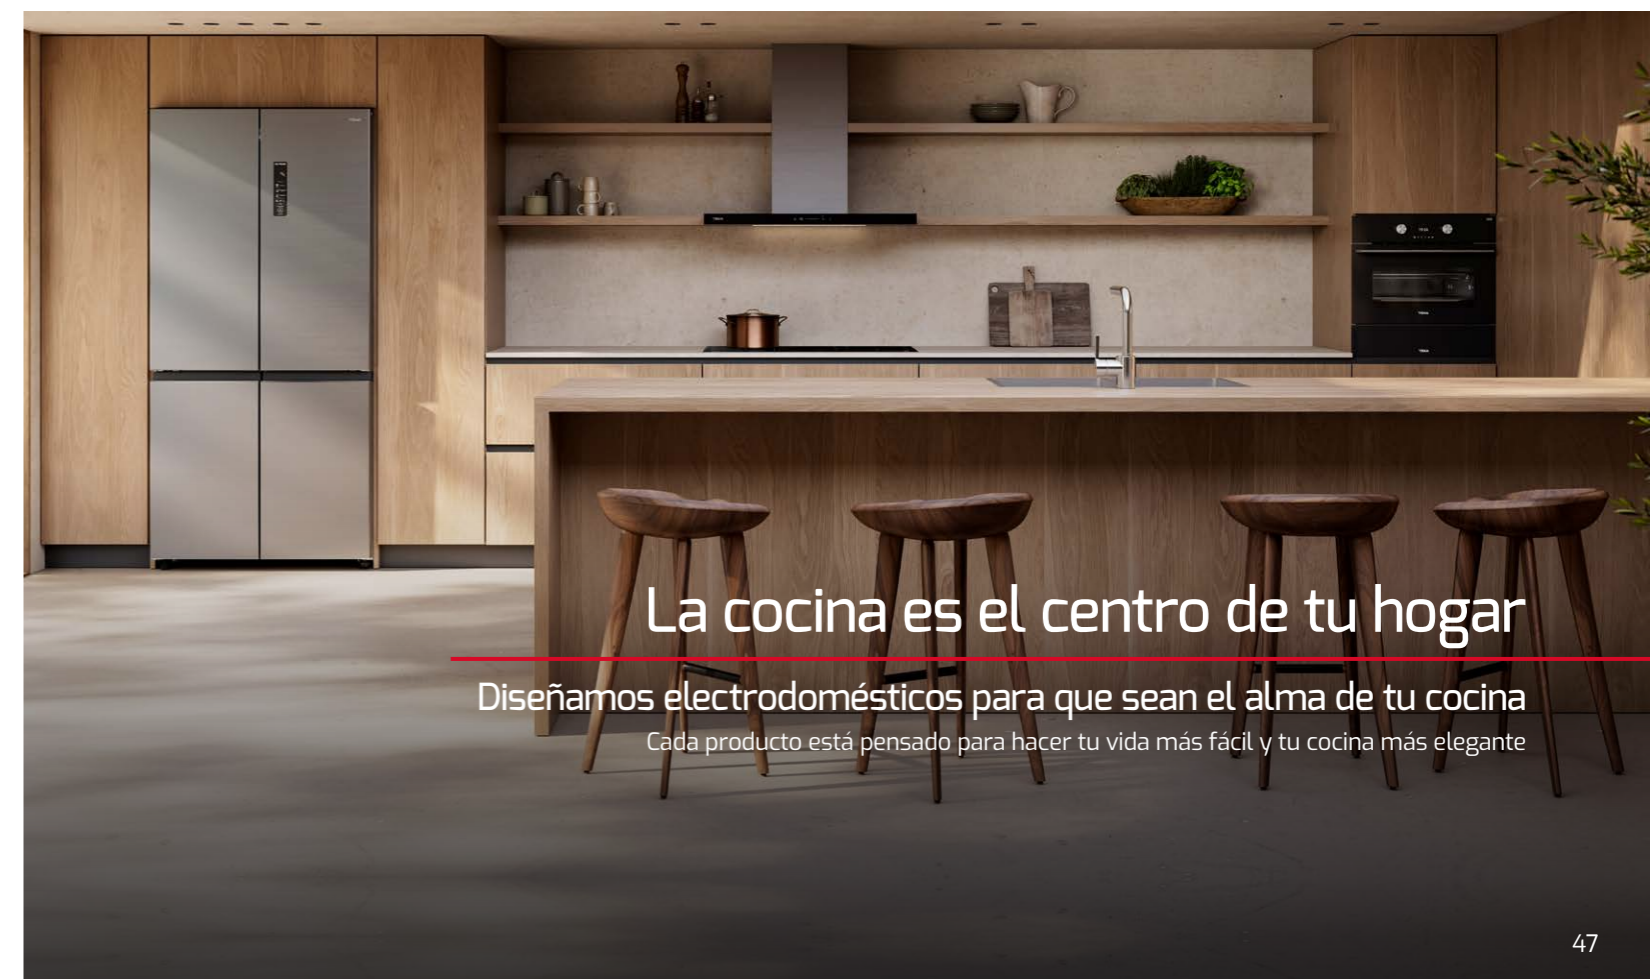 La cocina es el centro de tu hogar
Diseñamos electrodomésticos para que sean el alma de tu cocina
Cada producto está pensado para hacer tu vida más fácil y tu cocina más elegante
47